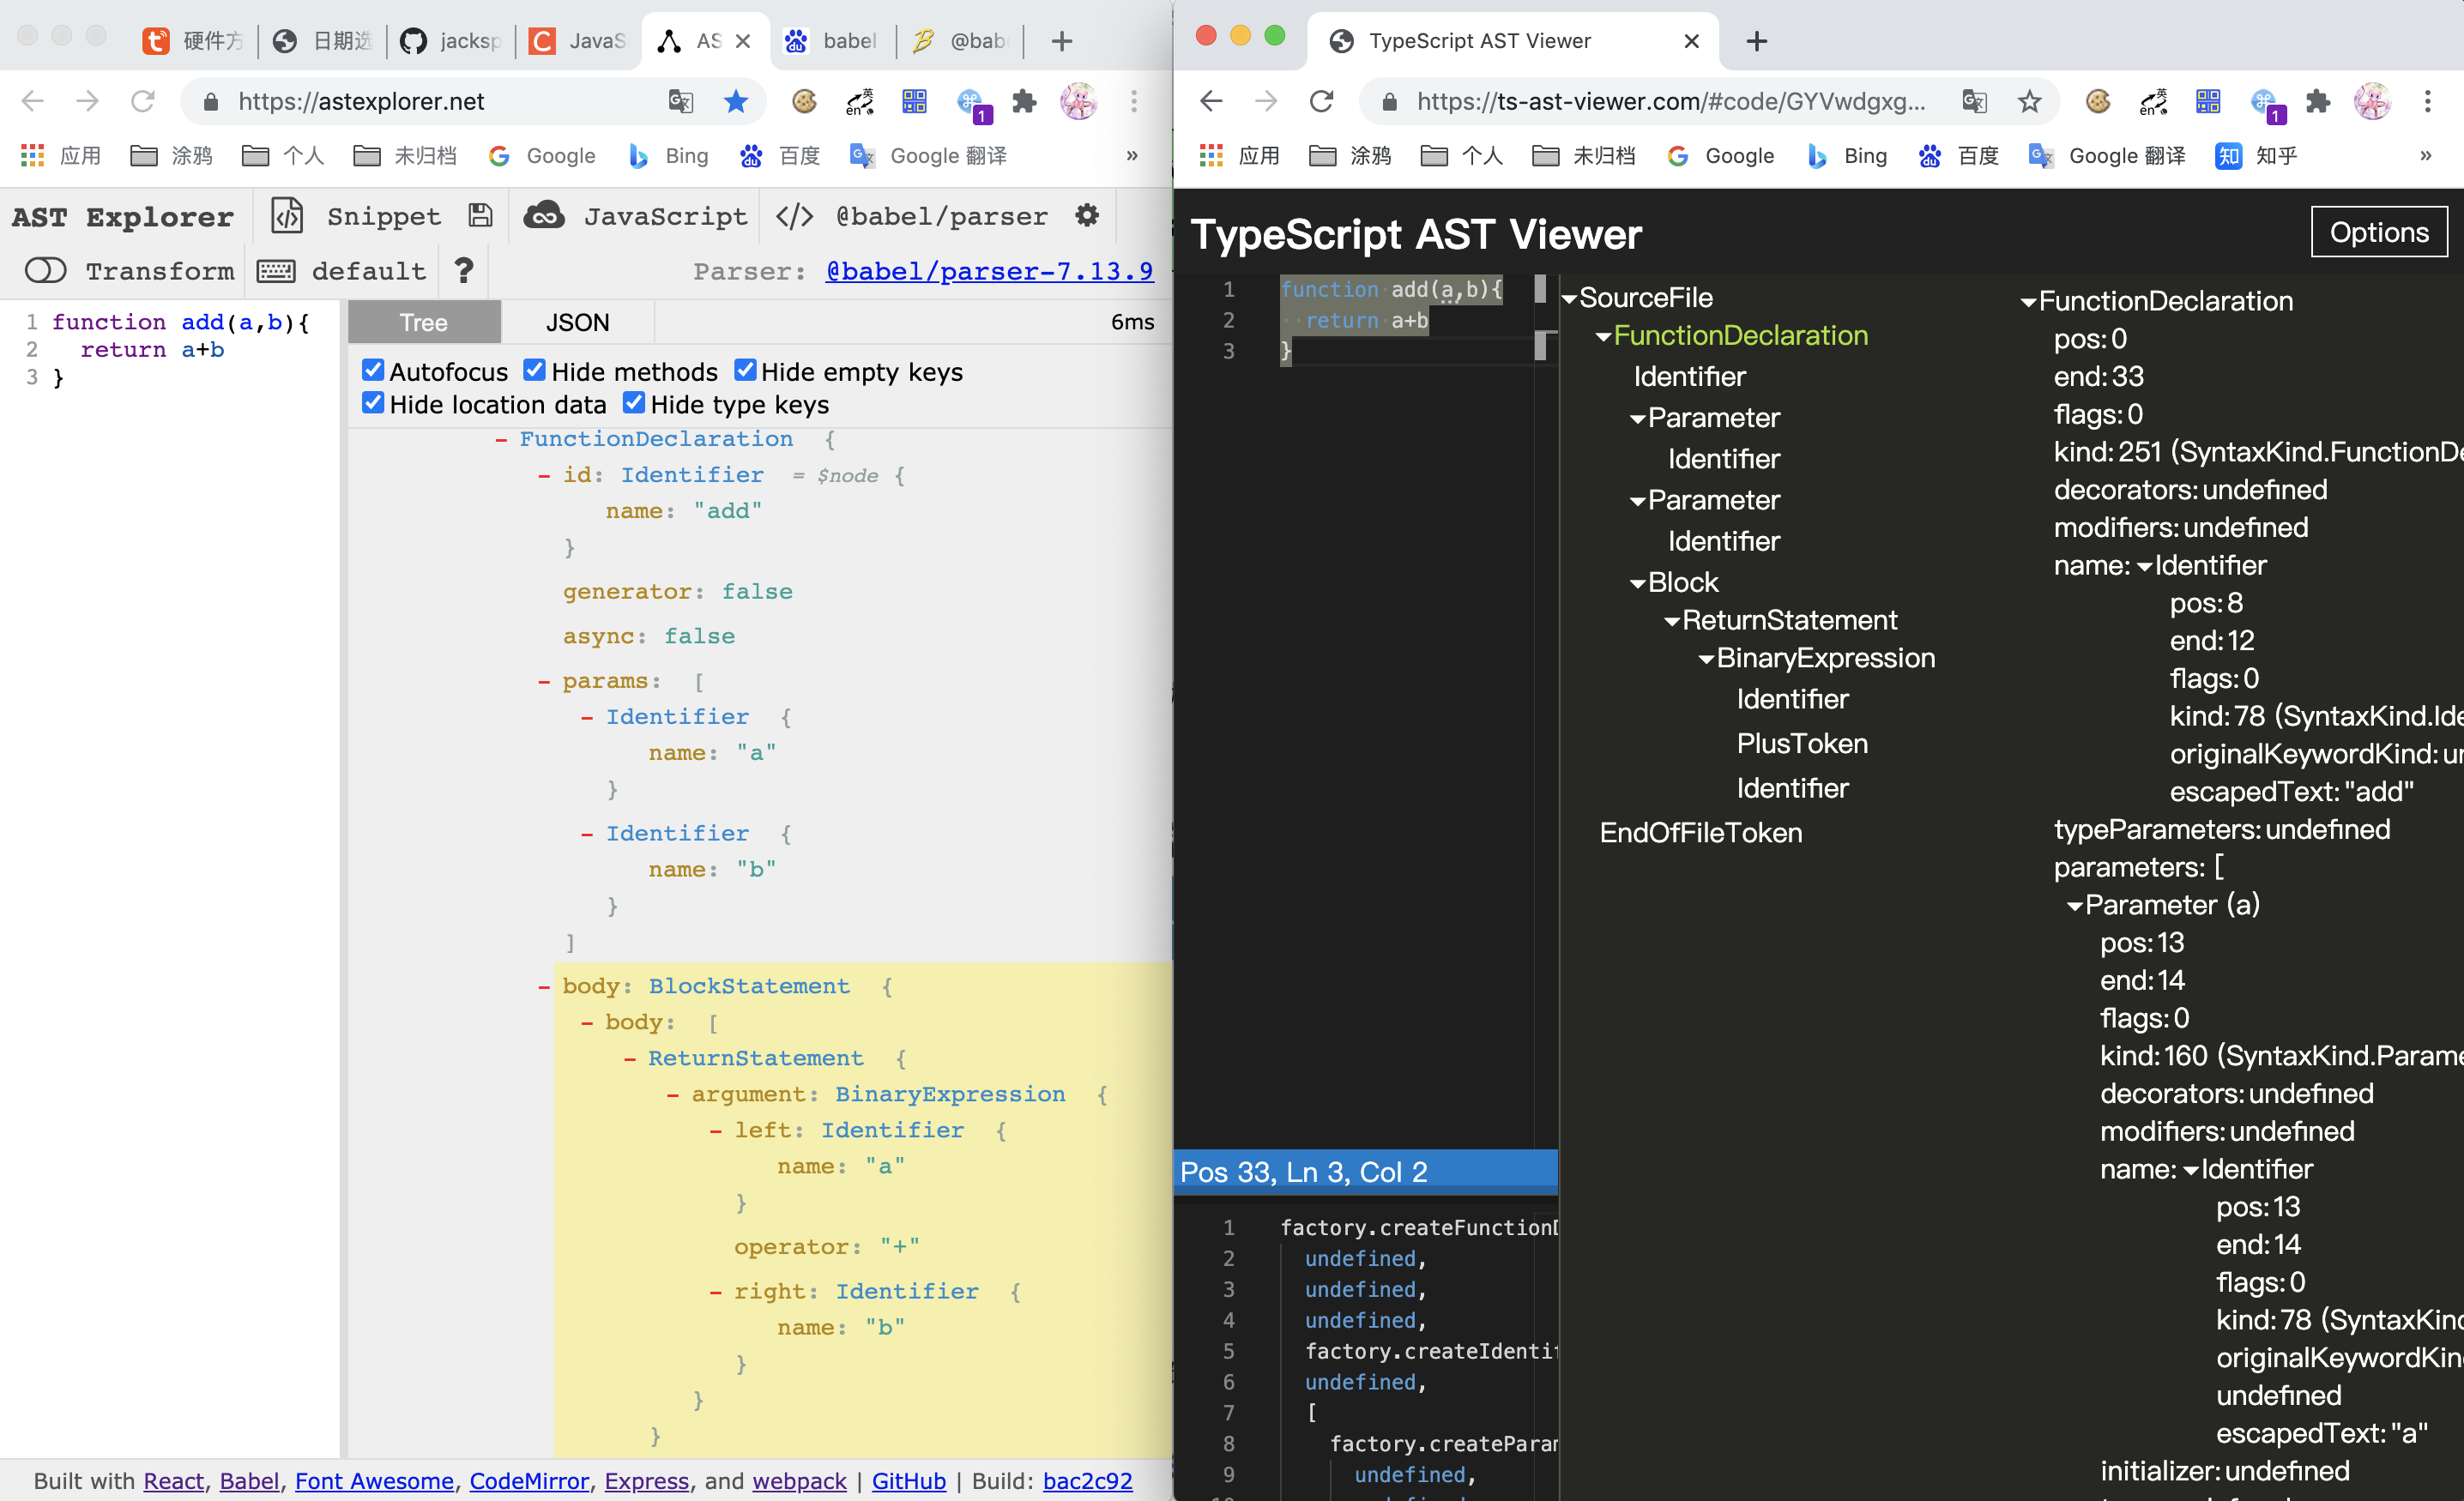 硬件方
日期选
jacksp
JavaS
AS
babel
@bab
https://astexplorer.net
1
应用
涂鸦
个人
未归档
Google
Bing
百度
Google 翻译
»
AST Explorer
Snippet
JavaScript
</> @babel/parser
Transform
default
?
Parser: @babel/parser-7.13.9
1 function add(a,b){
2 return a+b
3 }
Tree
JSON
6ms
Autofocus Hide methods Hide empty keys
Hide location data Hide type keys
- FunctionDeclaration {
- id: Identifier = $node {
name: "add"
}
generator: false
async: false
- params: [
- Identifier {
name: "a"
}
- Identifier {
name: "b"
}
]
- body: BlockStatement {
- body: [
- ReturnStatement {
- argument: BinaryExpression {
- left: Identifier {
name: "a"
}
operator: "+"
- right: Identifier {
name: "b"
}
}
}
Built with React, Babel, Font Awesome, CodeMirror, Express, and webpack | GitHub | Build: bac2c92
TypeScript AST Viewer
https://ts-ast-viewer.com/#code/GYVwdgxg...
1
应用
涂鸦
个人
未归档
Google
Bing
百度
Google 翻译
知乎
»
TypeScript AST Viewer
Options
1 function add(a,b){
2 return a+b
3 }
Pos 33, Ln 3, Col 2
1 factory.createFunctionD
2 undefined,
3 undefined,
4 undefined,
5 factory.createIdentif
6 undefined,
7 [
8 factory.createParam
9 undefined,
SourceFile
FunctionDeclaration
Identifier
Parameter
Identifier
Parameter
Identifier
Block
ReturnStatement
BinaryExpression
Identifier
PlusToken
Identifier
EndOfFileToken
FunctionDeclaration
pos: 0
end: 33
flags: 0
kind: 251 (SyntaxKind.FunctionDe
decorators: undefined
modifiers: undefined
name: Identifier
pos: 8
end: 12
flags: 0
kind: 78 (SyntaxKind.Ide
originalKeywordKind: un
escapedText: "add"
typeParameters: undefined
parameters: [
Parameter (a)
pos: 13
end: 14
flags: 0
kind: 160 (SyntaxKind.Parame
decorators: undefined
modifiers: undefined
name: Identifier
pos: 13
end: 14
flags: 0
kind: 78 (SyntaxKind
originalKeywordKin
undefined
escapedText: "a"
initializer: undefined